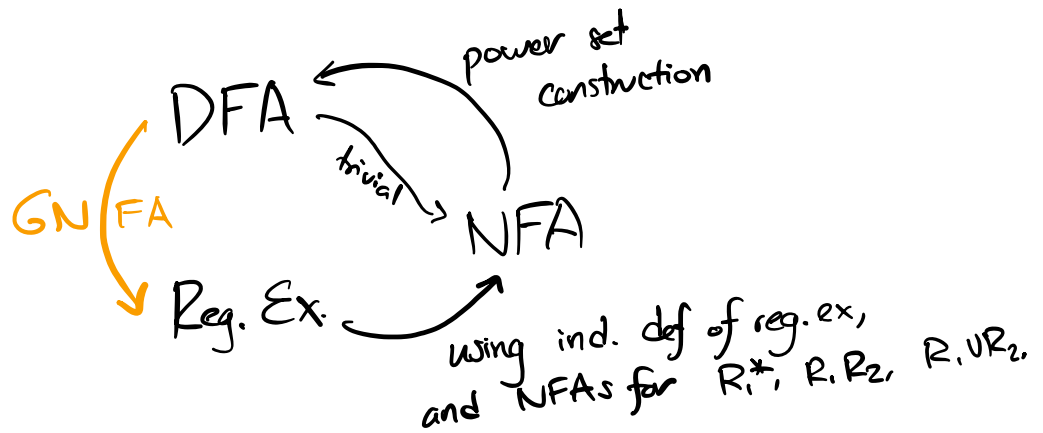 power set
construction
DFA
trivial
GNFA
NFA
Reg. Ex.
using ind. def of reg. ex,
and NFAs for R₁*, R₁R₂, R₁∪R₂.